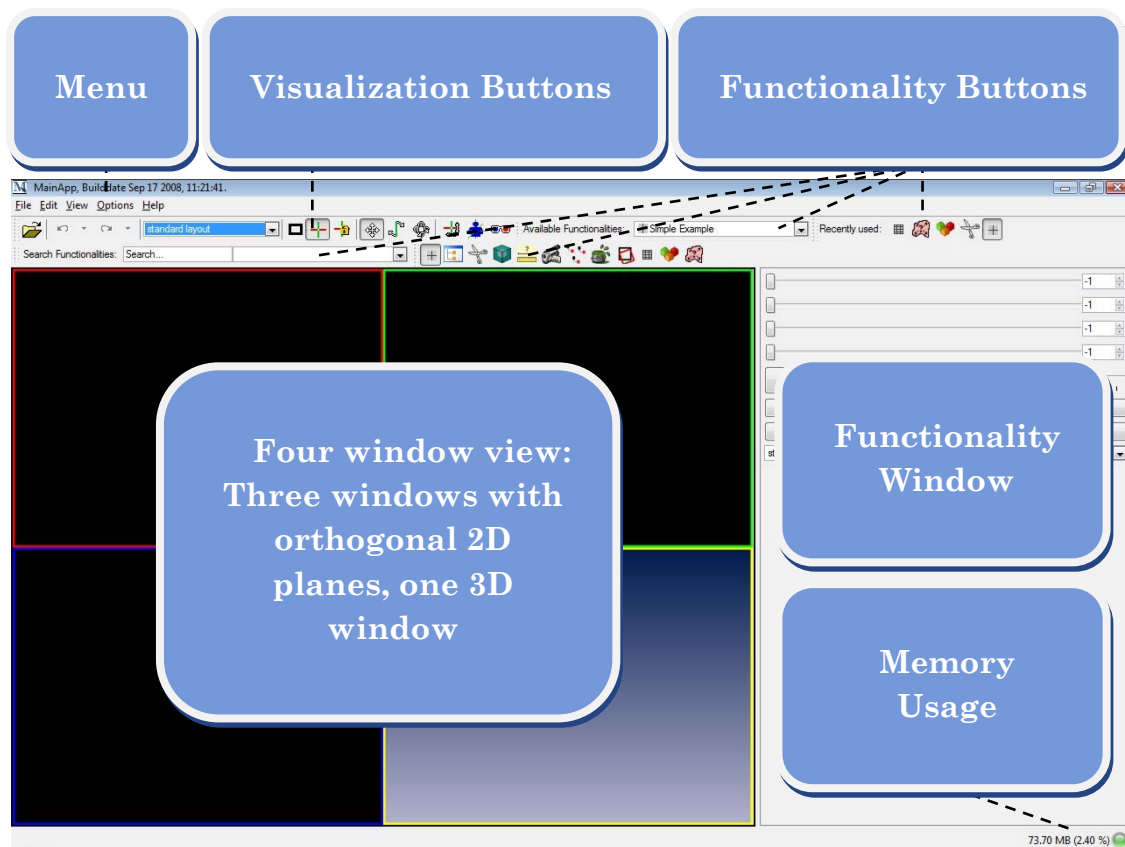 Menu
Visualization Buttons
Functionality Buttons
MainApp, Builddate Sep 17 2008, 11:21:41.
File Edit View Options Help
standard layout
Available Functionalities:
Simple Example
Recently used:
Search Functionalities:
Search...
-1
-1
-1
-1
Four window view:
Three windows with
orthogonal 2D
planes, one 3D
window
Functionality
Window
st
Memory
Usage
73.70 MB (2.40 %)